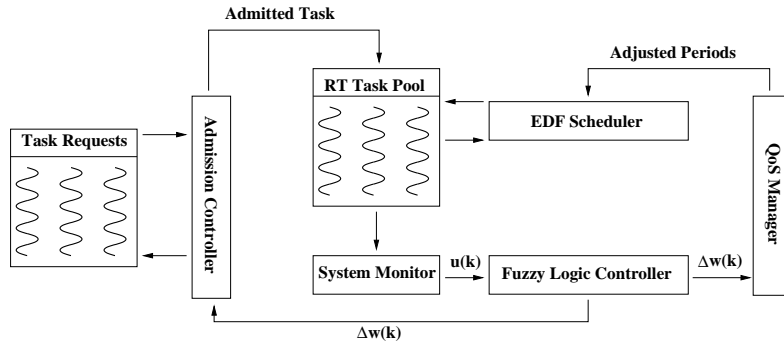 Admitted Task
Adjusted Periods
RT Task Pool
EDF Scheduler
Task Requests
Admission Controller
QoS Manager
System Monitor
u(k)
Fuzzy Logic Controller
Δw(k)
Δw(k)